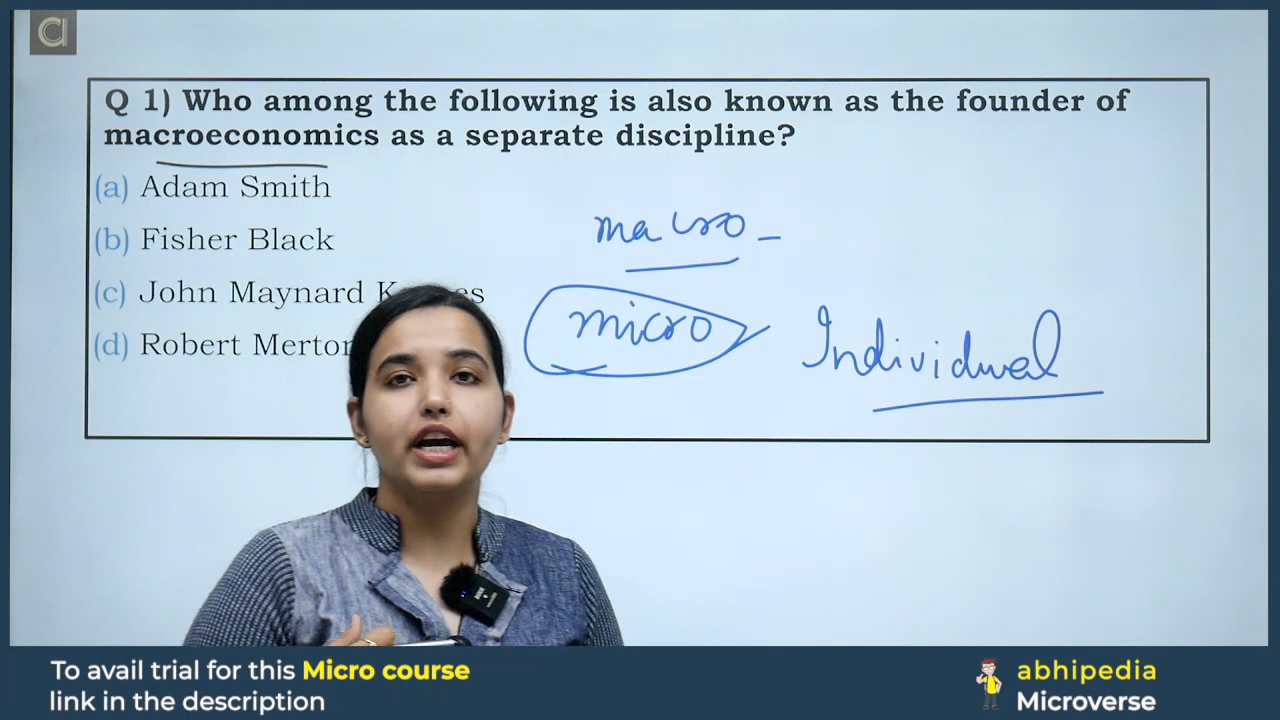 Q 1) Who among the following is also known as the founder of
macroeconomics as a separate discipline?
(a) Adam Smith
(b) Fisher Black
(c) John Maynard
(d) Robert Merton
macro -
micro
Individual
To avail trial for this Micro course
link in the description
abhipedia
Microverse